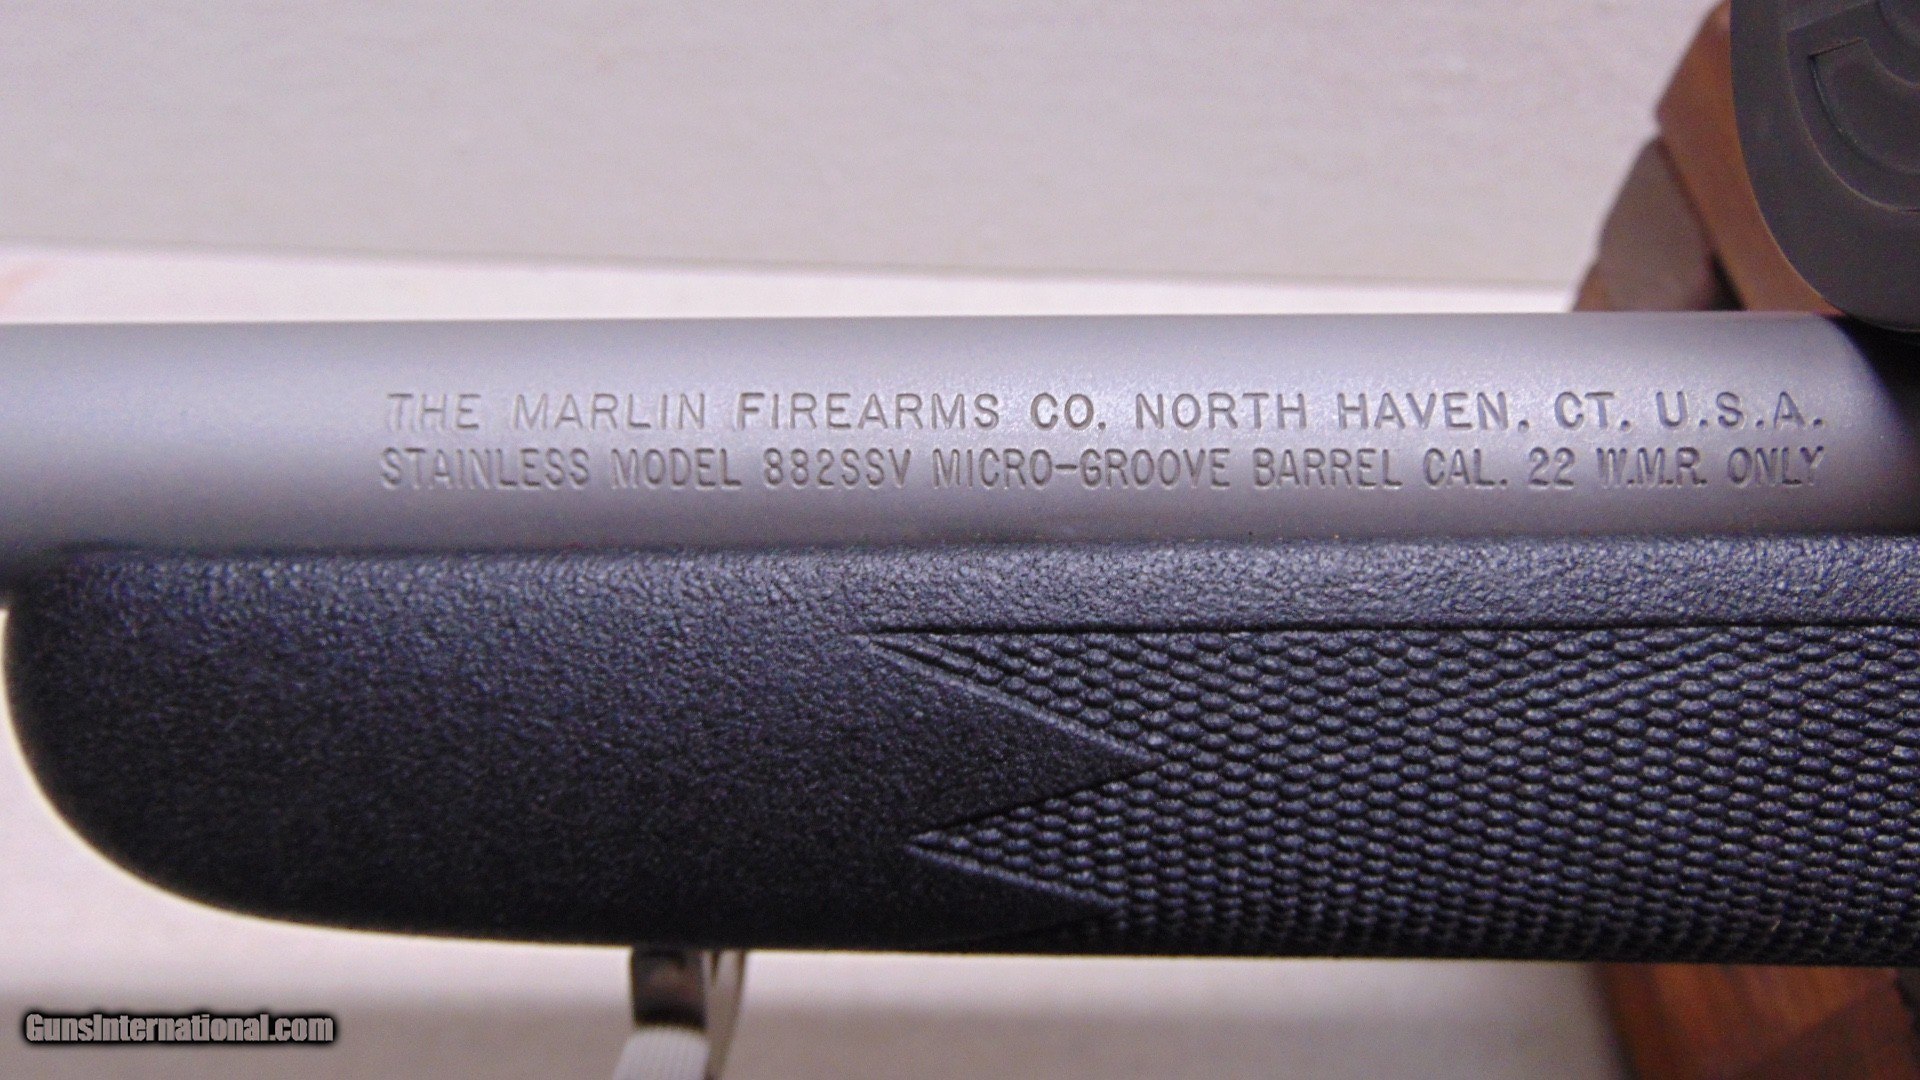 THE MARLIN FIREARMS CO. NORTH HAVEN. CT. U.S.A.
STAINLESS MODEL 882SSV MICRO-GROOVE BARREL CAL. 22 W.M.R. ONLY
GunsInternational.com